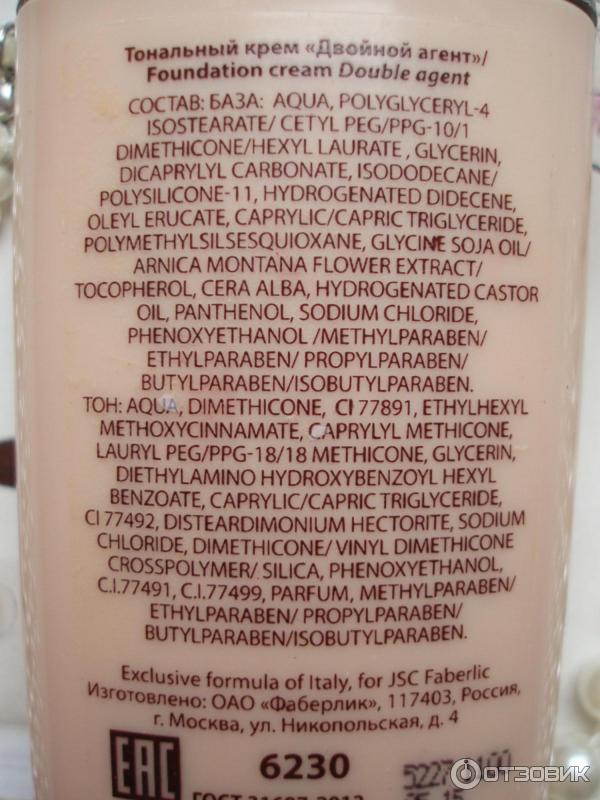 Тональный крем «Двойной агент»/
Foundation cream Double agent
СОСТАВ: БАЗА: AQUA, POLYGLYCERYL-4
ISOSTEARATE/ CETYL PEG/PPG-10/1
DIMETHICONE/HEXYL LAURATE , GLYCERIN,
DICAPRYLYL CARBONATE, ISODODECANE/
POLYSILICONE-11, HYDROGENATED DIDECENE,
OLEYL ERUCATE, CAPRYLIC/CAPRIC TRIGLYCERIDE,
POLYMETHYLSILSESQUIOXANE, GLYCINE SOJA OIL/
ARNICA MONTANA FLOWER EXTRACT/
TOCOPHEROL, CERA ALBA, HYDROGENATED CASTOR
OIL, PANTHENOL, SODIUM CHLORIDE,
PHENOXYETHANOL /METHYLPARABEN/
ETHYLPARABEN/ PROPYLPARABEN/
BUTYLPARABEN/ISOBUTYLPARABEN.
ТОН: AQUA, DIMETHICONE, CI 77891, ETHYLHEXYL
METHOXYCINNAMATE, CAPRYLYL METHICONE,
LAURYL PEG/PPG-18/18 METHICONE, GLYCERIN,
DIETHYLAMINO HYDROXYBENZOYL HEXYL
BENZOATE, CAPRYLIC/CAPRIC TRIGLYCERIDE,
CI 77492, DISTEARDIMONIUM HECTORITE, SODIUM
CHLORIDE, DIMETHICONE/ VINYL DIMETHICONE
CROSSPOLYMER/ SILICA, PHENOXYETHANOL,
C.I.77491, C.I.77499, PARFUM, METHYLPARABEN/
ETHYLPARABEN/ PROPYLPARABEN/
BUTYLPARABEN/ISOBUTYLPARABEN.
Exclusive formula of Italy, for JSC Faberlic
Изготовлено: ОАО «Фаберлик», 117403, Россия,
г. Москва, ул. Никопольская, д. 4
EAC 6230
ГОСТ 31697-2012
ОТЗОВИК